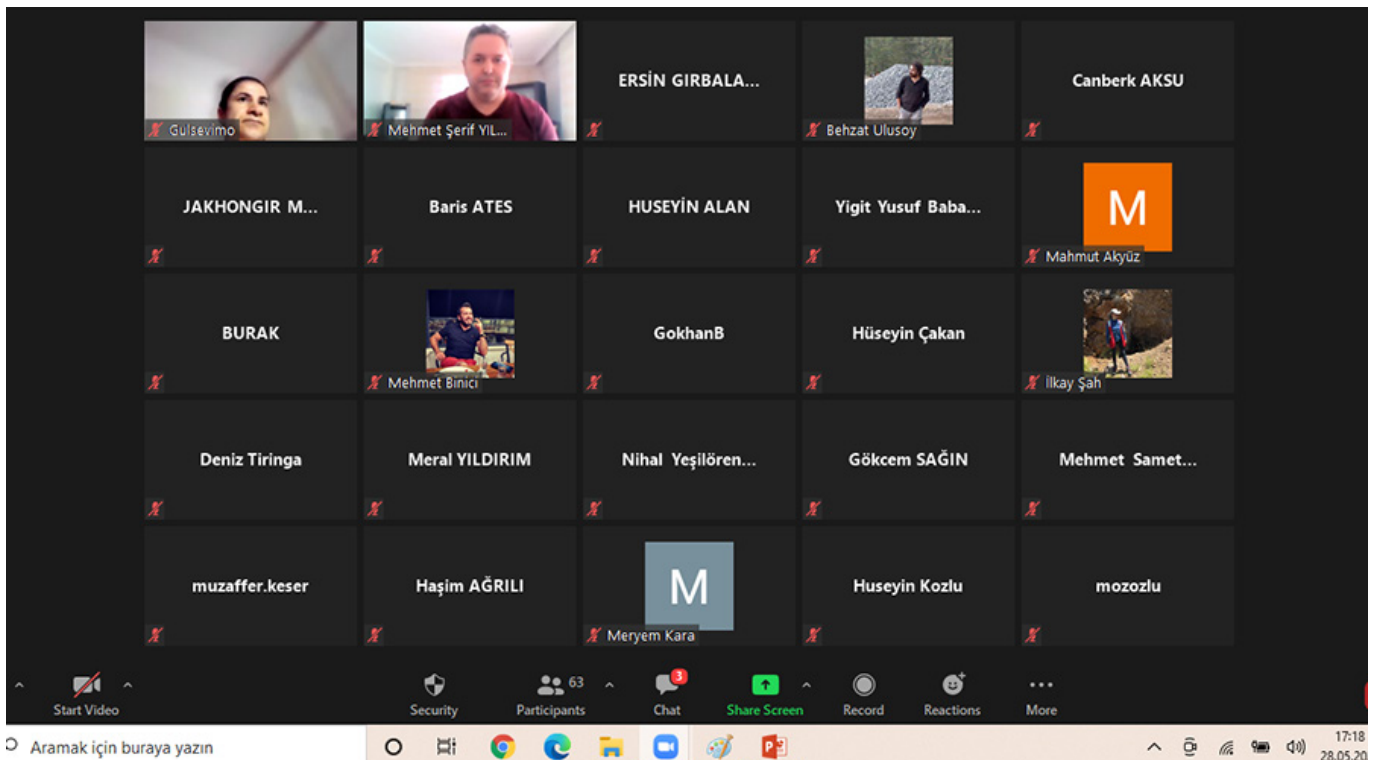 ERSİN GIRBALA...
Canberk AKSU
Gulsevimo
Mehmet Şerif YIL...
Behzat Ulusoy
JAKHONGIR M...
Baris ATES
HUSEYİN ALAN
Yigit Yusuf Baba...
M
Mahmut Akyüz
BURAK
GokhanB
Hüseyin Çakan
Mehmet Binici
İlkay Şah
Deniz Tiringa
Meral YILDIRIM
Nihal Yeşilören...
Gökcem SAĞIN
Mehmet Samet...
muzaffer.keser
Haşim AĞRILI
M
Huseyin Kozlu
mozozlu
Meryem Kara
63
3
Start Video
Security
Participants
Chat
Share Screen
Record
Reactions
More
Aramak için buraya yazın
17:18
28.05.20